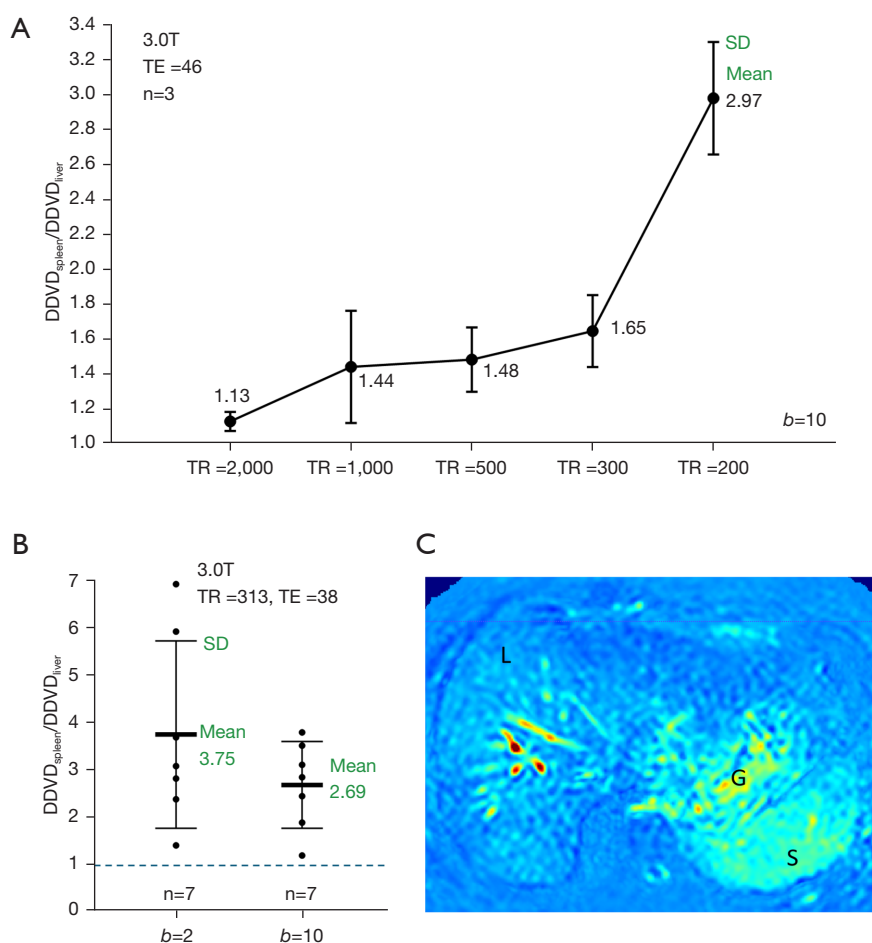 A
3.0T
TE =46
n=3
SD
Mean
2.97
DDVDspleen/DDVDliver
3.4
3.2
3.0
2.8
2.6
2.4
2.2
2.0
1.8
1.6
1.4
1.2
1.0
1.13
1.44
1.48
1.65
b=10
TR =2,000 TR =1,000 TR =500 TR =300 TR =200
B
3.0T
TR =313, TE =38
SD
Mean
3.75
Mean
2.69
DDVDspleen/DDVDliver
7
6
5
4
3
2
1
0
n=7 n=7
b=2 b=10
C
L
G
S